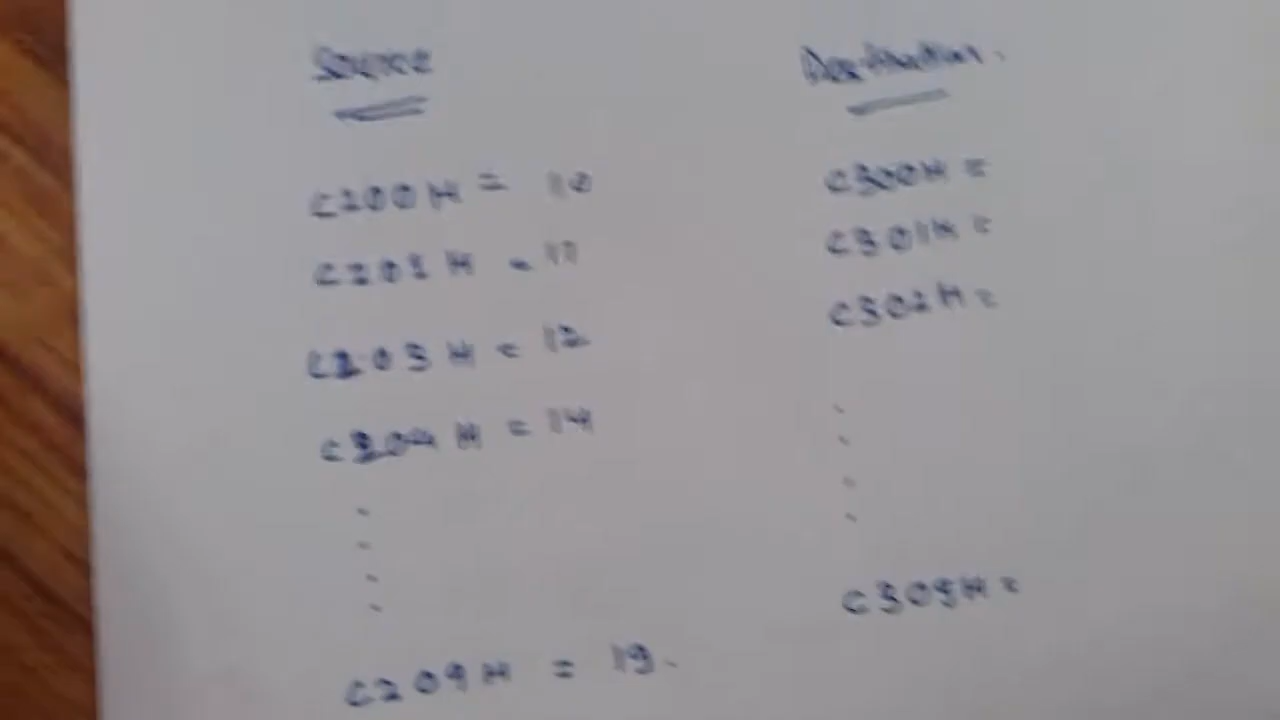 Source
Destination.
C200H = 10
C300H =
C201H = 11
C301H =
C203H = 12
C302H =
C204H = 14
C309H =
C209H = 19.